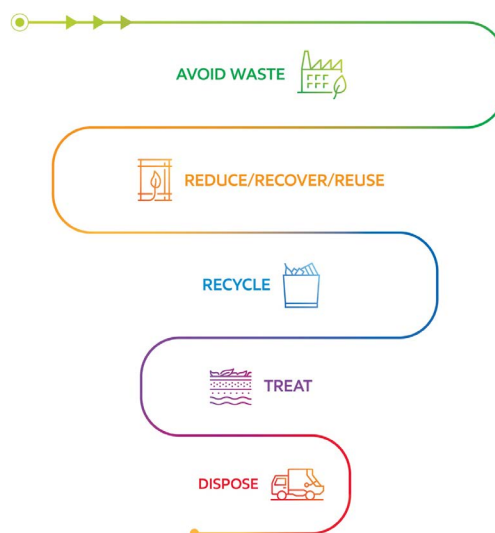 AVOID WASTE
REDUCE/RECOVER/REUSE
RECYCLE
TREAT
DISPOSE